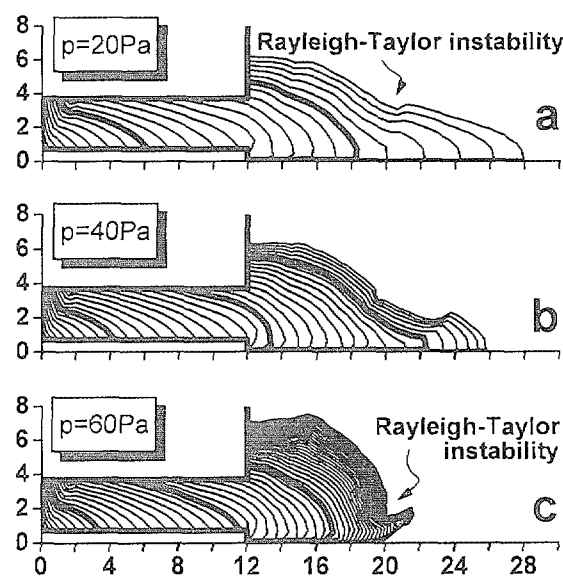 8
p=20Pa
Rayleigh-Taylor instability
6
4
a
2
0
8
p=40Pa
6
4
b
2
0
8
p=60Pa
Rayleigh-Taylor
instability
6
4
c
2
0
0 4 8 12 16 20 24 28